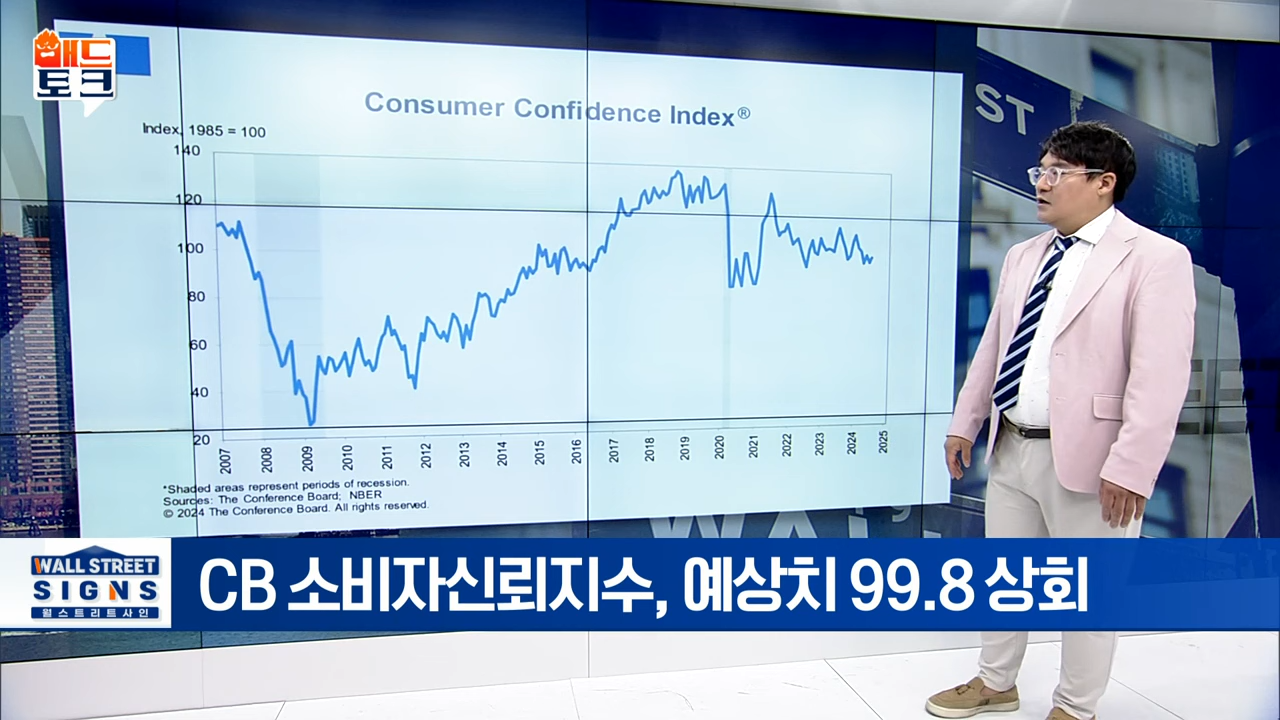 매드
토크
Consumer Confidence Index®
Index, 1985 = 100
140
120
100
80
60
40
20
2007 2008 2009 2010 2011 2012 2013 2014 2015 2016 2017 2018 2019 2020 2021 2022 2023 2024 2025
*Shaded areas represent periods of recession.
Sources: The Conference Board; NBER
© 2024 The Conference Board. All rights reserved.
ST
WALL STREET
SIGNS
월스트리트사인
CB 소비자신뢰지수, 예상치 99.8 상회